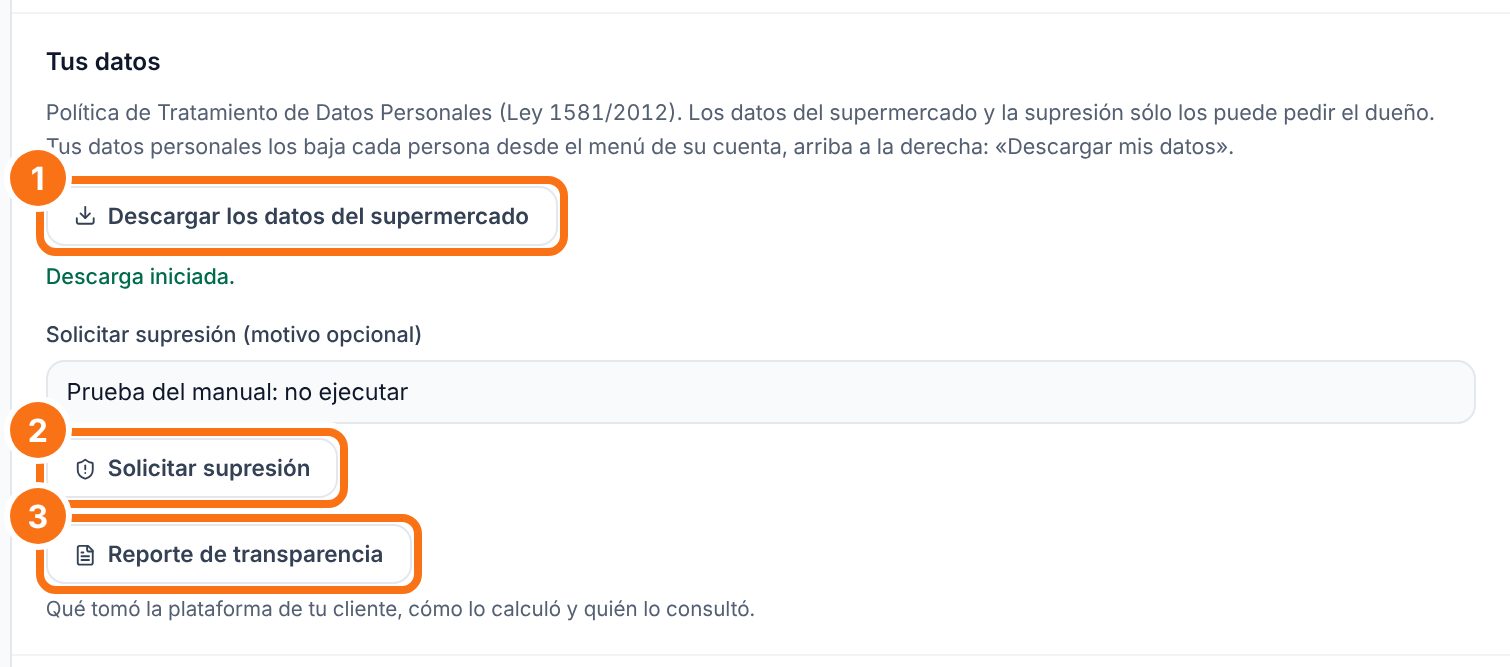 Tus datos
Política de Tratamiento de Datos Personales (Ley 1581/2012). Los datos del supermercado y la supresión sólo los puede pedir el dueño.
Tus datos personales los baja cada persona desde el menú de su cuenta, arriba a la derecha: «Descargar mis datos».
1
Descargar los datos del supermercado
Descarga iniciada.
Solicitar supresión (motivo opcional)
Prueba del manual: no ejecutar
2
Solicitar supresión
3
Reporte de transparencia
Qué tomó la plataforma de tu cliente, cómo lo calculó y quién lo consultó.